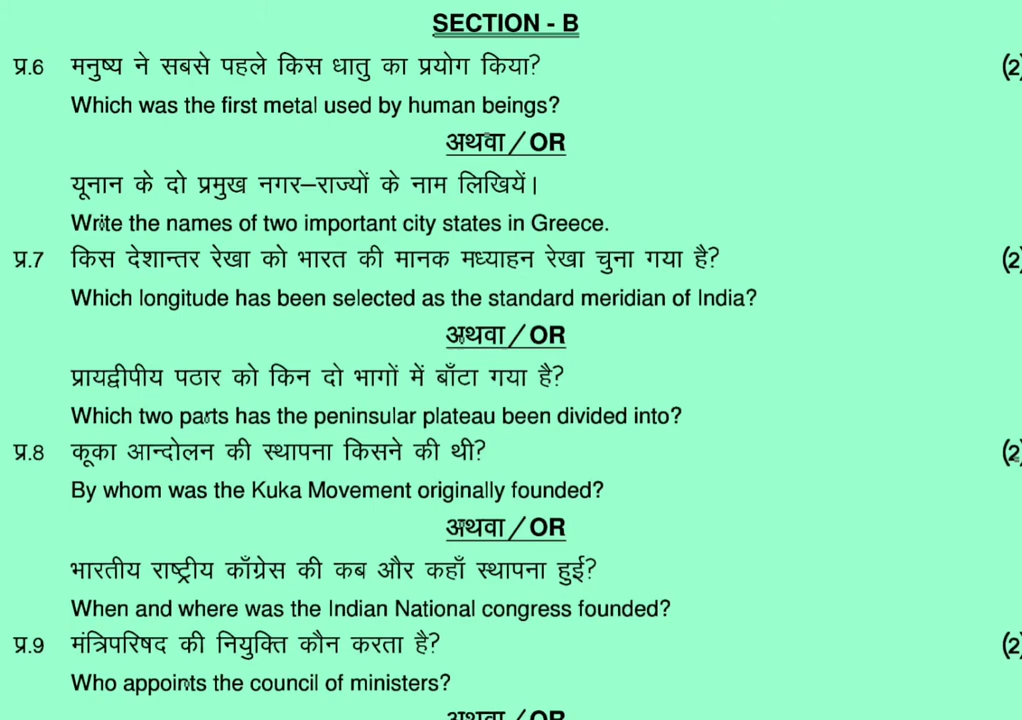 SECTION - B
प्र.6 मनुष्य ने सबसे पहले किस धातु का प्रयोग किया? (2)
Which was the first metal used by human beings?
अथवा / OR
यूनान के दो प्रमुख नगर–राज्यों के नाम लिखियें।
Write the names of two important city states in Greece.
प्र.7 किस देशान्तर रेखा को भारत की मानक मध्याहन रेखा चुना गया है? (2)
Which longitude has been selected as the standard meridian of India?
अथवा / OR
प्रायद्वीपीय पठार को किन दो भागों में बाँटा गया है?
Which two parts has the peninsular plateau been divided into?
प्र.8 कूका आन्दोलन की स्थापना किसने की थी? (2)
By whom was the Kuka Movement originally founded?
अथवा / OR
भारतीय राष्ट्रीय काँग्रेस की कब और कहाँ स्थापना हुई?
When and where was the Indian National congress founded?
प्र.9 मंत्रिपरिषद की नियुक्ति कौन करता है? (2)
Who appoints the council of ministers?
अथवा / OR